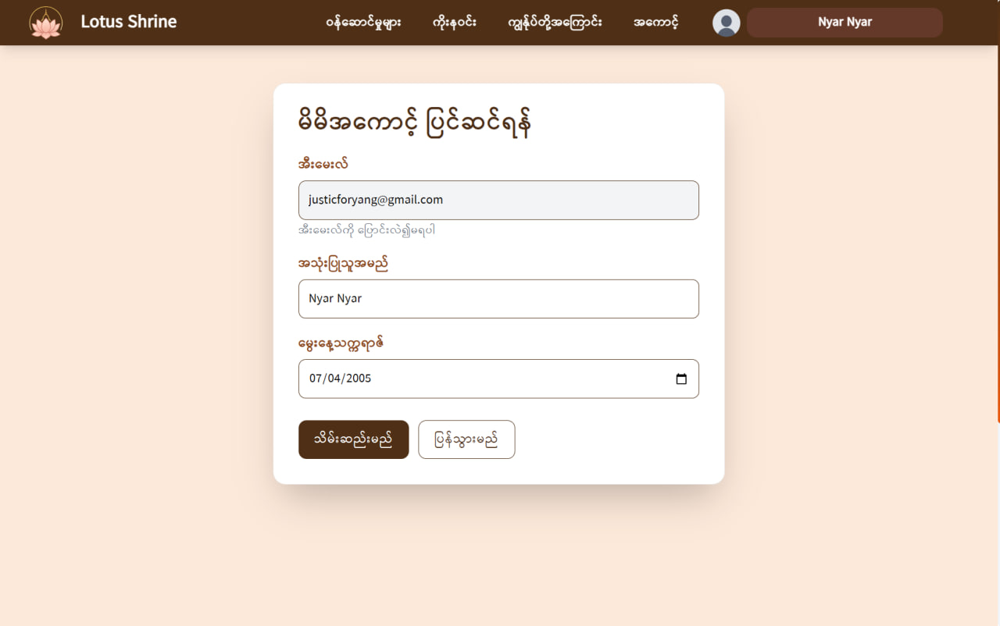 Lotus Shrine ဝန်ဆောင်မှုများ ကိုးနဝင်း ကျွန်ုပ်တို့အကြောင်း အကောင့် Nyar Nyar
မိမိအကောင့် ပြင်ဆင်ရန်
အီးမေးလ်
justicforyang@gmail.com
အီးမေးလ်ကို ပြောင်းလဲ၍မရပါ
အသုံးပြုသူအမည်
Nyar Nyar
မွေးနေ့သက္ကရာဇ်
07/04/2005
သိမ်းဆည်းမည် ပြန်သွားမည်